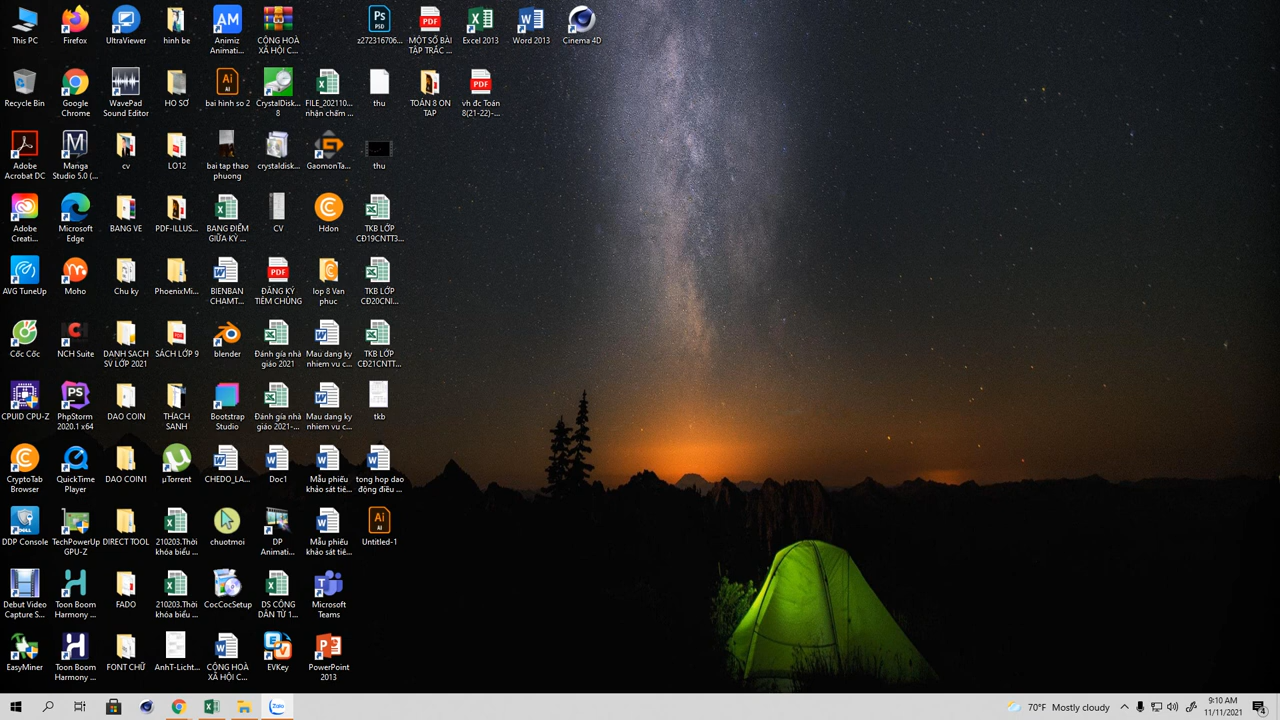 This PC
Firefox
UltraViewer
hinh be
Animiz
Animati...
CỘNG HOÀ
XÃ HỘI C...
z272316706...
MỘT SỐ BÀI
TẬP TRẮC ...
Excel 2013
Word 2013
Cinema 4D
Recycle Bin
Google
Chrome
WavePad
Sound Editor
HO SƠ
bai hinh so 2
CrystalDisk...
8
FILE_202110...
nhận chấm ...
thu
TOÁN 8 ON
TAP
vh đc Toán
8(21-22)-...
Adobe
Acrobat DC
Manga
Studio 5.0 (...
cv
LO12
bai tap thao
phuong
crystaldisk...
GaomonTa...
thu
Adobe
Creati...
Microsoft
Edge
BANG VE
PDF-ILLUS...
BANG ĐIỂM
GIỮA KỲ ...
CV
Hdon
TKB LỚP
CĐ19CNTT3...
AVG TuneUp
Moho
Chu ky
PhoenixMi...
BIENBAN
CHAMT...
ĐĂNG KÝ
TIÊM CHỦNG
lop 8 Van
phuc
TKB LỚP
CĐ20CNI...
Cốc Cốc
NCH Suite
DANH SACH
SV LỚP 2021
SÁCH LỚP 9
blender
Đánh gía nhà
giáo 2021
Mau dang ky
nhiem vu c...
TKB LỚP
CĐ21CNTT...
CPUID CPU-Z
PhpStorm
2020.1 x64
DAO COIN
THACH
SANH
Bootstrap
Studio
Đánh gía nhà
giáo 2021-...
Mau dang ky
nhiem vu c...
tkb
CryptoTab
Browser
QuickTime
Player
DAO COIN1
µTorrent
CHEDO_LA...
Doc1
Mẫu phiếu
khảo sát tiê...
tong hop dao
động điều ...
DDP Console
TechPowerUp
GPU-Z
DIRECT TOOL
210203.Thời
khóa biểu ...
chuotmoi
DP
Animati...
Mẫu phiếu
khảo sát tiê...
Untitled-1
Debut Video
Capture S...
Toon Boom
Harmony ...
FADO
210203.Thời
khóa biểu ...
CocCocSetup
DS CÔNG
DÂN TỪ 1...
Microsoft
Teams
EasyMiner
Toon Boom
Harmony ...
FONT CHỮ
AnhT-Licht...
CỘNG HOÀ
XÃ HỘI C...
EVKey
PowerPoint
2013
Zalo
70°F Mostly cloudy
9:10 AM
11/11/2021
4